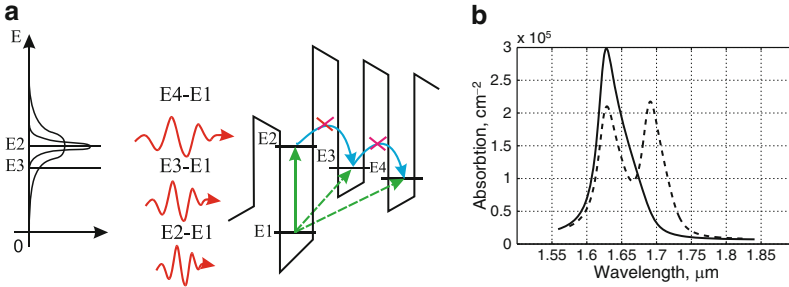 a
E
E2
E3
0
E4-E1
E3-E1
E2-E1
E2
E3
E4
E1
b
x 10⁵
Absorbtion, cm⁻²
3
2.5
2
1.5
1
0.5
0
1.55 1.6 1.65 1.7 1.75 1.8 1.85
Wavelength, μm